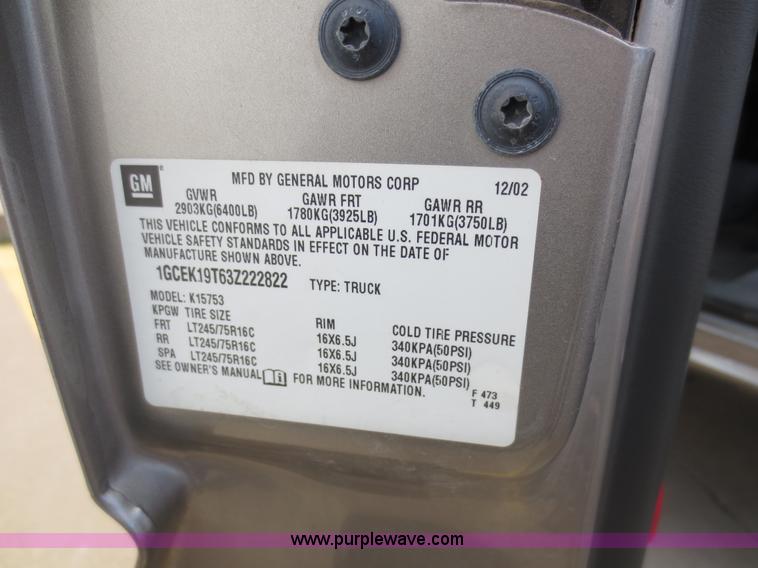 GM
MFD BY GENERAL MOTORS CORP 12/02
GVWR GAWR FRT GAWR RR
2903KG(6400LB) 1780KG(3925LB) 1701KG(3750LB)
THIS VEHICLE CONFORMS TO ALL APPLICABLE U.S. FEDERAL MOTOR
VEHICLE SAFETY STANDARDS IN EFFECT ON THE DATE OF
MANUFACTURE SHOWN ABOVE.
1GCEK19T63Z222822 TYPE: TRUCK
MODEL: K15753
KPGW TIRE SIZE RIM COLD TIRE PRESSURE
FRT LT245/75R16C 16X6.5J 340KPA(50PSI)
RR LT245/75R16C 16X6.5J 340KPA(50PSI)
SPA LT245/75R16C 16X6.5J 340KPA(50PSI)
SEE OWNER'S MANUAL FOR MORE INFORMATION.
F 473
T 449
www.purplewave.com